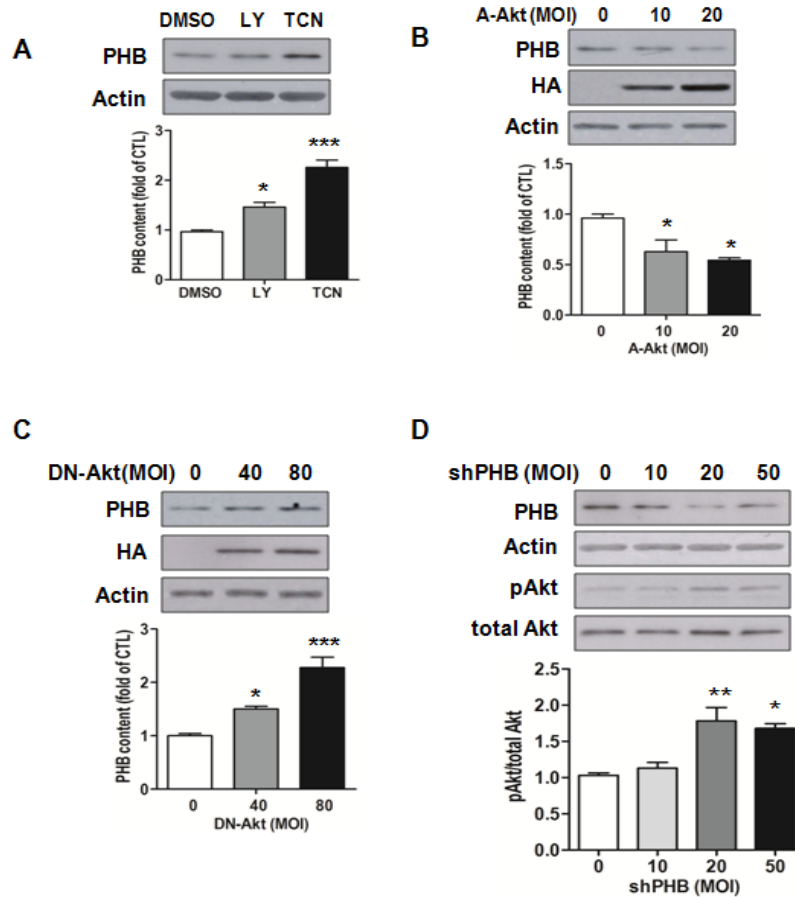 A
DMSO LY TCN
PHB
Actin
PHB content (fold of CTL)
3
2
1
0
*
***
DMSO LY TCN
B
A-Akt (MOI) 0 10 20
PHB
HA
Actin
PHB content (fold of CTL)
1.5
1.0
0.5
0.0
*
*
0 10 20
A-Akt (MOI)
C
DN-Akt(MOI) 0 40 80
PHB
HA
Actin
PHB content (fold of CTL)
3
2
1
0
*
***
0 40 80
DN-Akt (MOI)
D
shPHB (MOI) 0 10 20 50
PHB
Actin
pAkt
total Akt
pAkt/total Akt
2.5
2.0
1.5
1.0
0.5
0.0
**
*
0 10 20 50
shPHB (MOI)